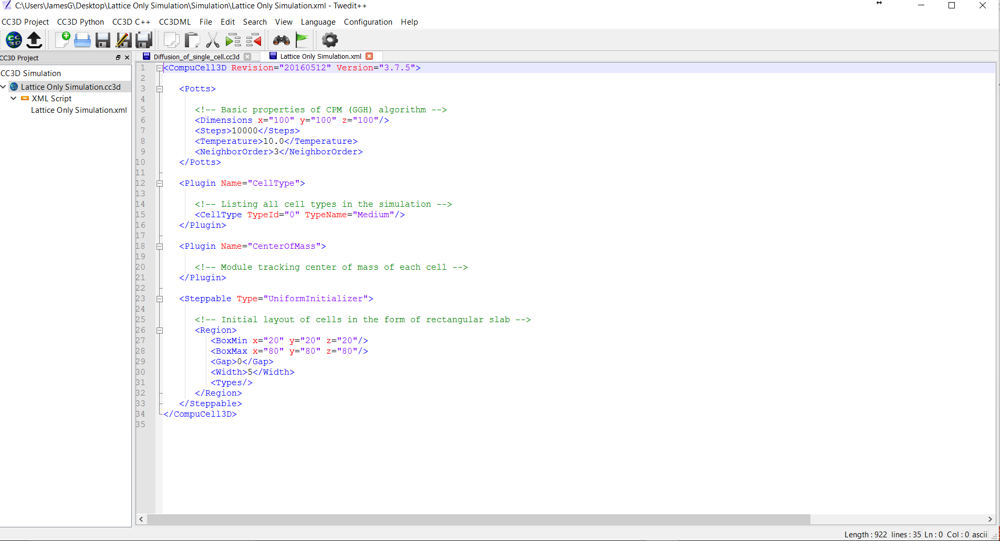 C:\Users\JamesG\Desktop\Lattice Only Simulation\Simulation\Lattice Only Simulation.xml - Twedit++
CC3D Project CC3D Python CC3D C++ CC3DML File Edit Search View Language Configuration Help
CC3D Project
Diffusion_of_single_cell.cc3d
Lattice Only Simulation.xml
CC3D Simulation
Lattice Only Simulation.cc3d
XML Script
Lattice Only Simulation.xml
1 <CompuCell3D Revision="20160512" Version="3.7.5">
2
3 <Potts>
4
5 <!-- Basic properties of CPM (GGH) algorithm -->
6 <Dimensions x="100" y="100" z="100"/>
7 <Steps>10000</Steps>
8 <Temperature>10.0</Temperature>
9 <NeighborOrder>3</NeighborOrder>
10 </Potts>
11
12 <Plugin Name="CellType">
13
14 <!-- Listing all cell types in the simulation -->
15 <CellType TypeId="0" TypeName="Medium"/>
16 </Plugin>
17
18 <Plugin Name="CenterOfMass">
19
20 <!-- Module tracking center of mass of each cell -->
21 </Plugin>
22
23 <Steppable Type="UniformInitializer">
24
25 <!-- Initial layout of cells in the form of rectangular slab -->
26 <Region>
27 <BoxMin x="20" y="20" z="20"/>
28 <BoxMax x="80" y="80" z="80"/>
29 <Gap>0</Gap>
30 <Width>5</Width>
31 <Types/>
32 </Region>
33 </Steppable>
34 </CompuCell3D>
35
Length : 922 lines : 35 Ln : 0 Col : 0 ascii